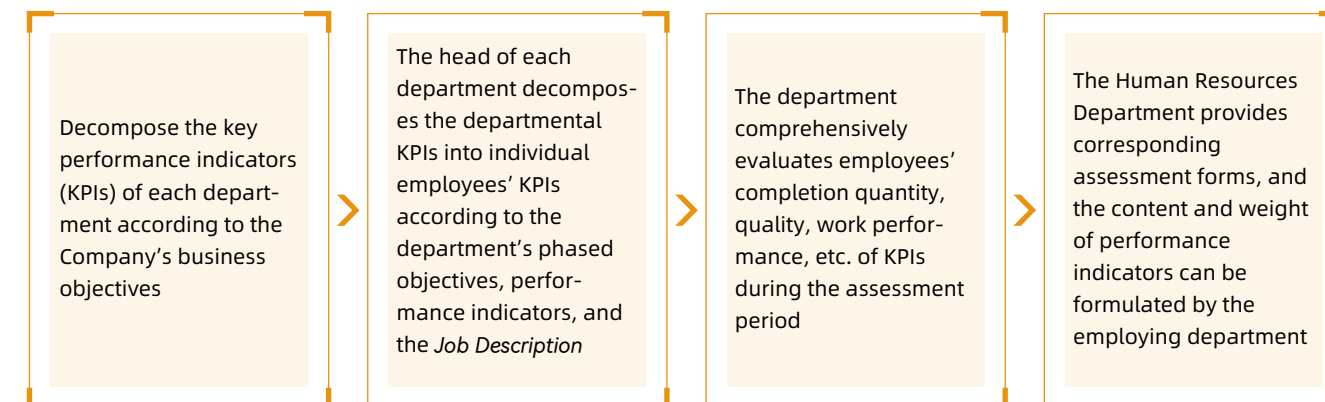 Decompose the key
performance indicators
(KPIs) of each depart-
ment according to the
Company’s business
objectives
The head of each
department decompos-
es the departmental
KPIs into individual
employees’ KPIs
according to the
department’s phased
objectives, perfor-
mance indicators, and
the Job Description
The department
comprehensively
evaluates employees’
completion quantity,
quality, work perfor-
mance, etc. of KPIs
during the assessment
period
The Human Resources
Department provides
corresponding
assessment forms, and
the content and weight
of performance
indicators can be
formulated by the
employing department